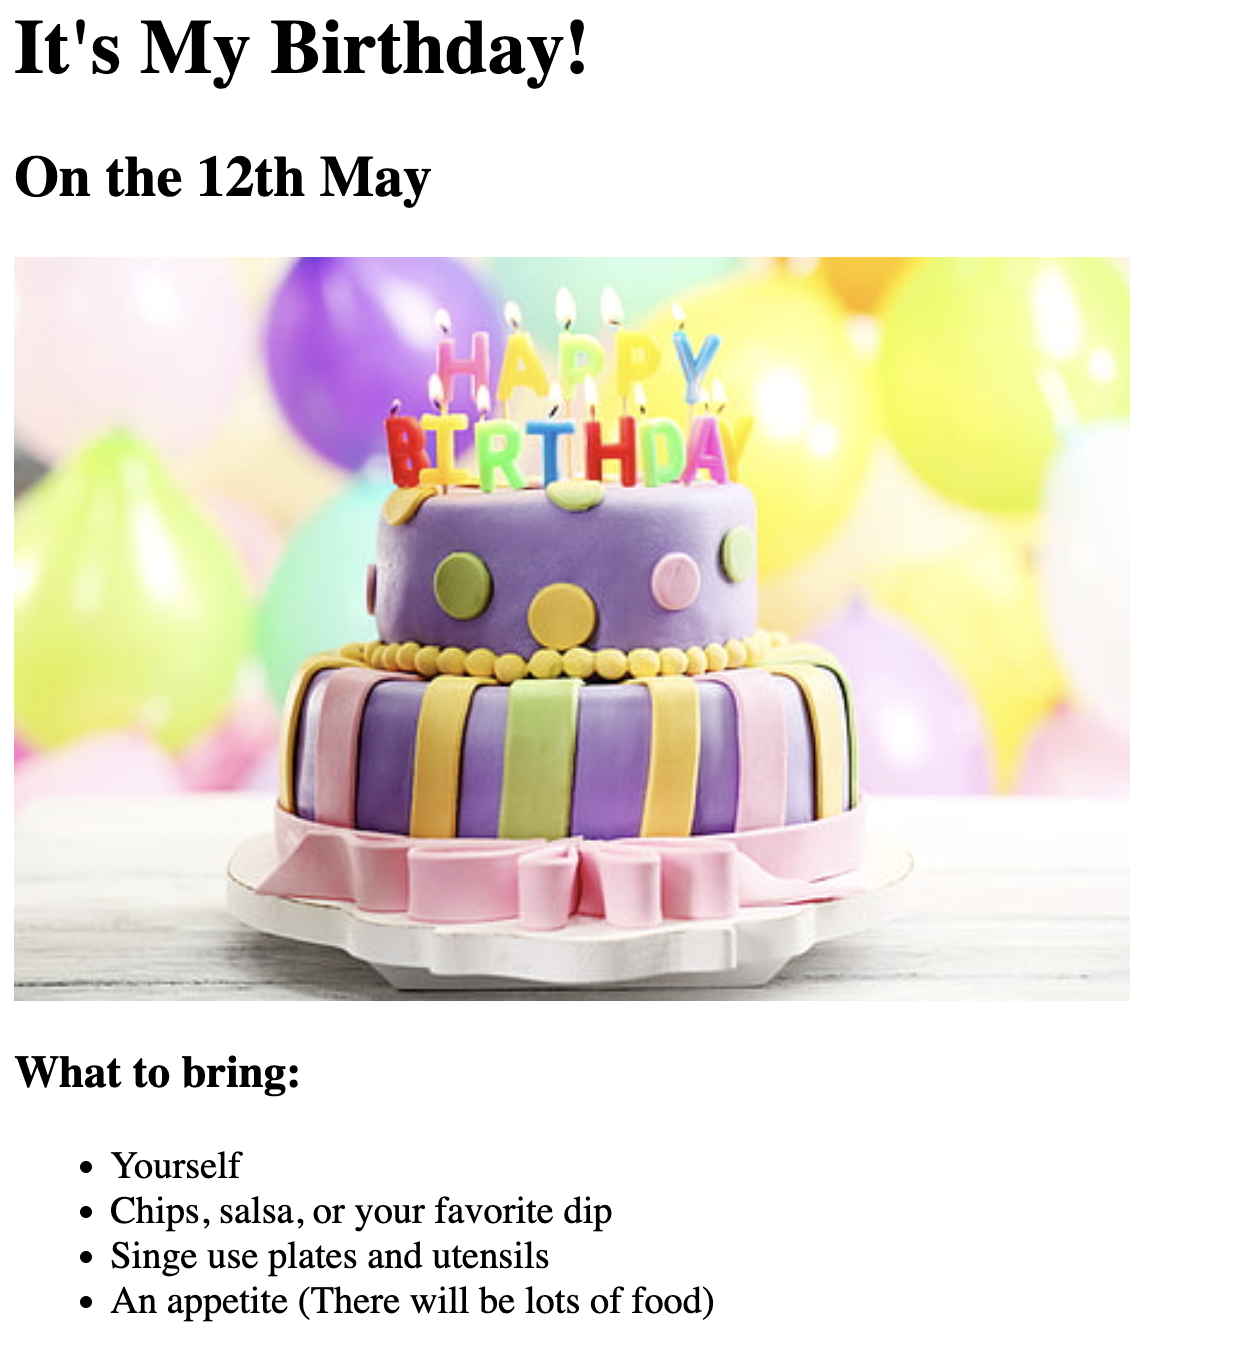 It's My Birthday!
On the 12th May
HAPPY
BIRTHDAY
What to bring:
Yourself
Chips, salsa, or your favorite dip
Singe use plates and utensils
An appetite (There will be lots of food)